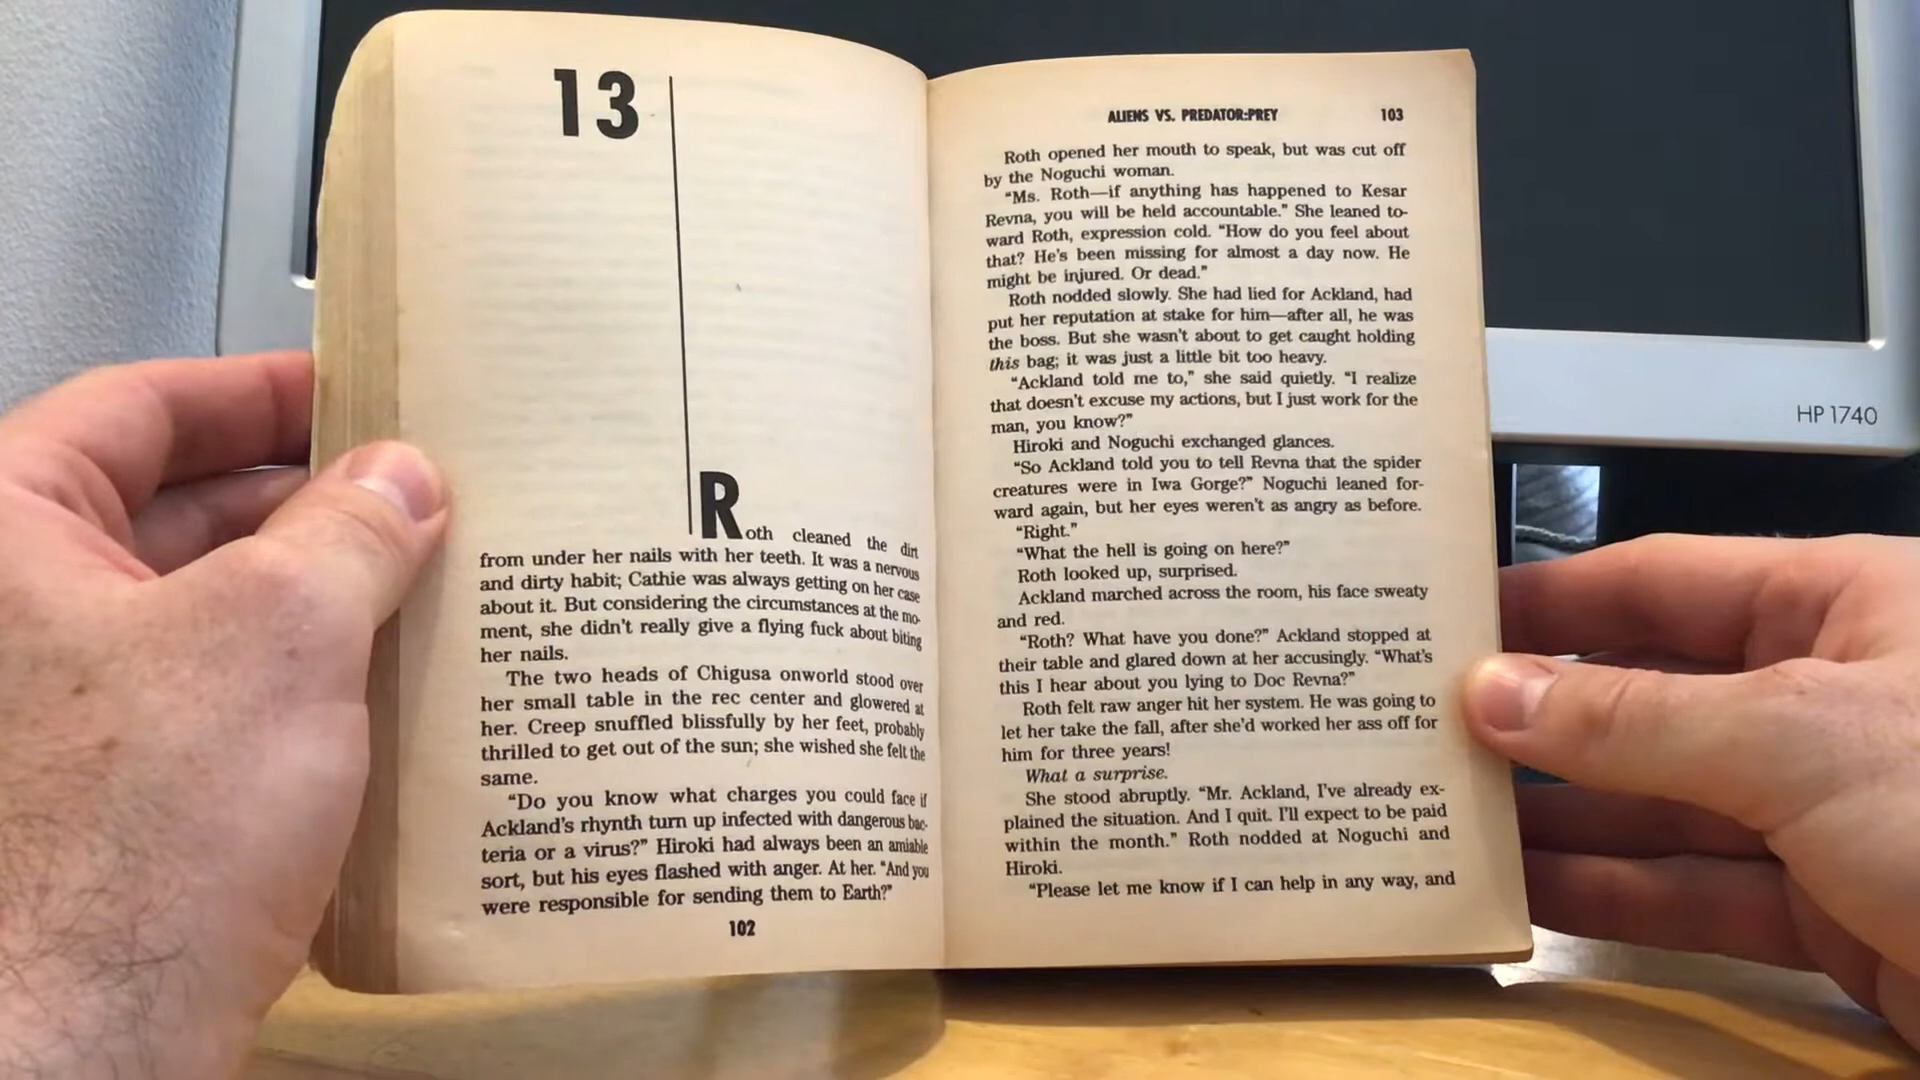 13
Roth cleaned the dirt
from under her nails with her teeth. It was a nervous
and dirty habit; Cathie was always getting on her case
about it. But considering the circumstances at the mo-
ment, she didn't really give a flying fuck about biting
her nails.
The two heads of Chigusa onworld stood over
her small table in the rec center and glowered at
her. Creep snuffled blissfully by her feet, probably
thrilled to get out of the sun; she wished she felt the
same.
“Do you know what charges you could face if
Ackland's rhynth turn up infected with dangerous bac-
teria or a virus?” Hiroki had always been an amiable
sort, but his eyes flashed with anger. At her. “And you
were responsible for sending them to Earth?”
102
ALIENS VS. PREDATOR:PREY 103
Roth opened her mouth to speak, but was cut off
by the Noguchi woman.
“Ms. Roth—if anything has happened to Kesar
Revna, you will be held accountable.” She leaned to-
ward Roth, expression cold. “How do you feel about
that? He's been missing for almost a day now. He
might be injured. Or dead.”
Roth nodded slowly. She had lied for Ackland, had
put her reputation at stake for him—after all, he was
the boss. But she wasn't about to get caught holding
this bag; it was just a little bit too heavy.
“Ackland told me to,” she said quietly. “I realize
that doesn't excuse my actions, but I just work for the
man, you know?”
Hiroki and Noguchi exchanged glances.
“So Ackland told you to tell Revna that the spider
creatures were in Iwa Gorge?” Noguchi leaned for-
ward again, but her eyes weren't as angry as before.
“Right.”
“What the hell is going on here?”
Roth looked up, surprised.
Ackland marched across the room, his face sweaty
and red.
“Roth? What have you done?” Ackland stopped at
their table and glared down at her accusingly. “What's
this I hear about you lying to Doc Revna?”
Roth felt raw anger hit her system. He was going to
let her take the fall, after she'd worked her ass off for
him for three years!
What a surprise.
She stood abruptly. “Mr. Ackland, I've already ex-
plained the situation. And I quit. I'll expect to be paid
within the month.” Roth nodded at Noguchi and
Hiroki.
“Please let me know if I can help in any way, and
HP 1740